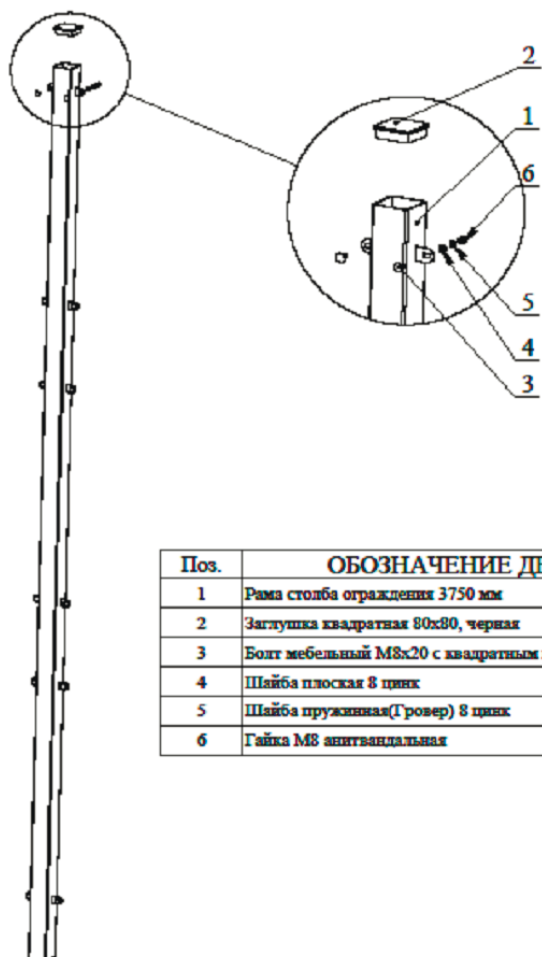 2
1
6
5
4
3
Поз. ОБОЗНАЧЕНИЕ ДЕ
1 Рама столба ограждения 3750 мм
2 Заглушка квадратная 80х80, черная
3 Болт мебельный М8х20 с квадратным
4 Шайба плоская 8 цинк
5 Шайба пружинная(Гровер) 8 цинк
6 Гайка М8 анитвандальная